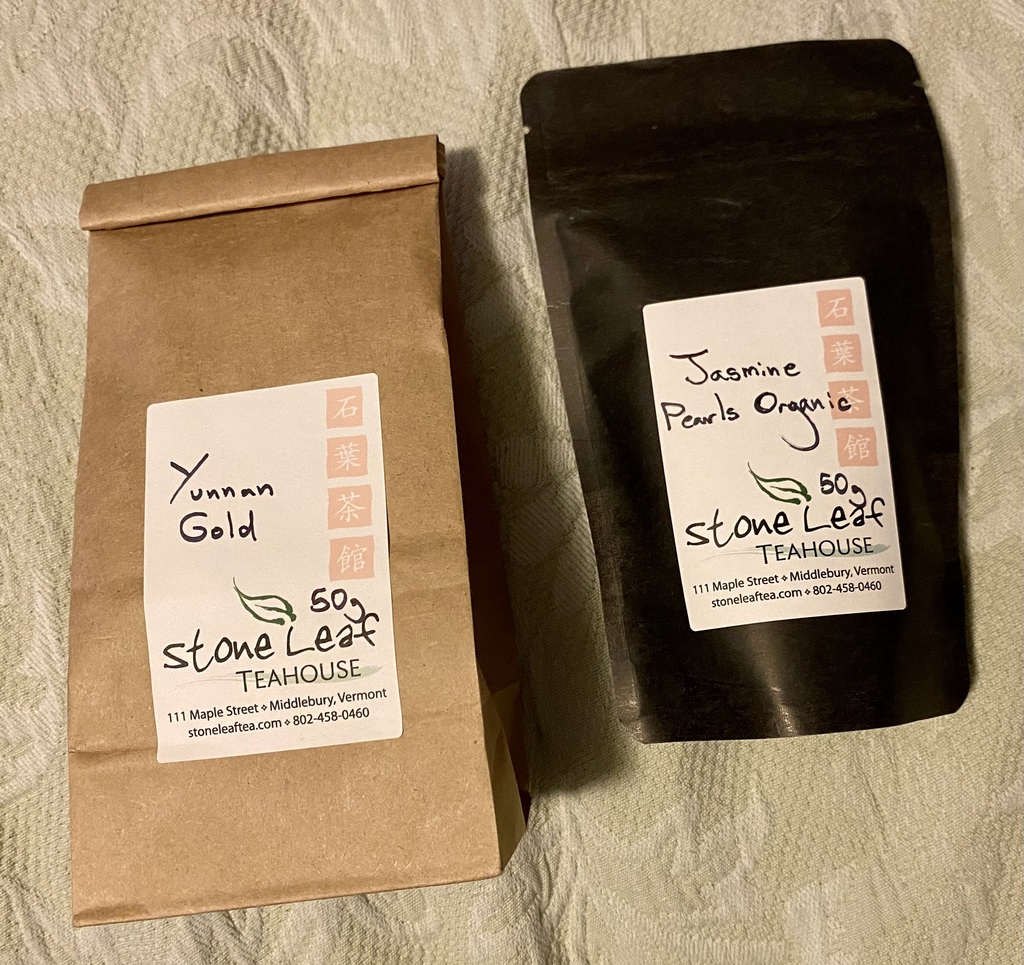 石
葉
茶
館
Yunnan
Gold
50g
Stone Leaf
TEAHOUSE
111 Maple Street ⟡ Middlebury, Vermont
stoneleaftea.com ⟡ 802-458-0460
石
葉
茶
館
Jasmine
Pearls Organic
50g
Stone Leaf
TEAHOUSE
111 Maple Street ⟡ Middlebury, Vermont
stoneleaftea.com ⟡ 802-458-0460